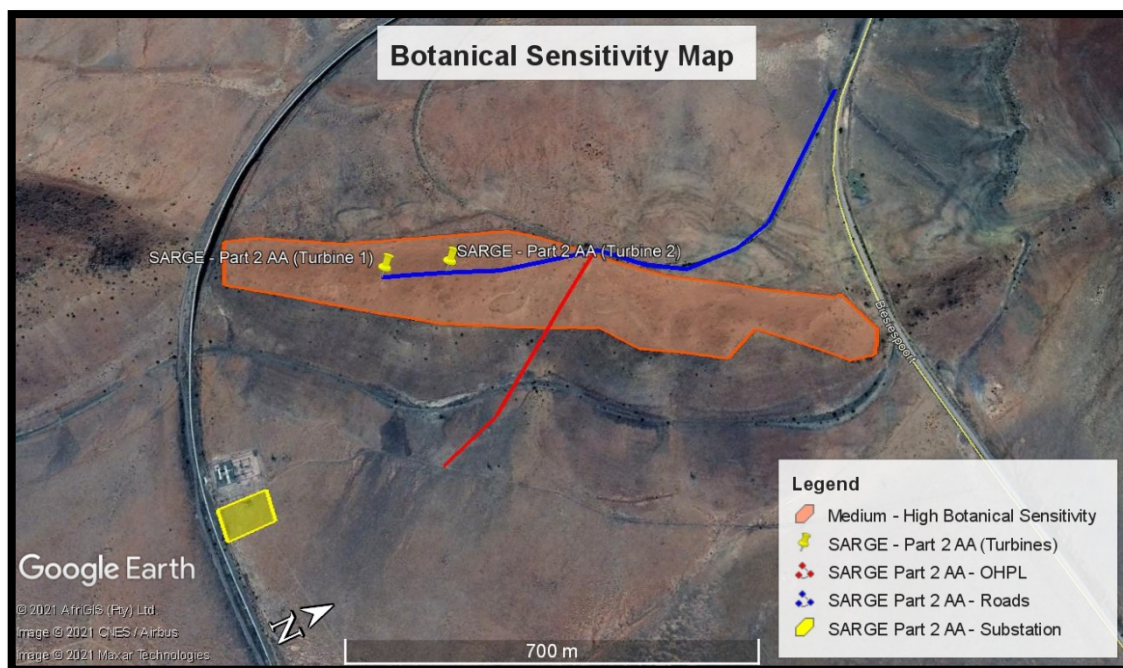 Botanical Sensitivity Map
SARGE - Part 2 AA (Turbine 1)
SARGE - Part 2 AA (Turbine 2)
Biesiespoort
Legend
Medium - High Botanical Sensitivity
SARGE - Part 2 AA (Turbines)
SARGE Part 2 AA - OHPL
SARGE Part 2 AA - Roads
SARGE Part 2 AA - Substation
Google Earth
© 2021 AfriGIS (Pty) Ltd
Image © 2021 CNES / Airbus
Image © 2021 Maxar Technologies
N
700 m